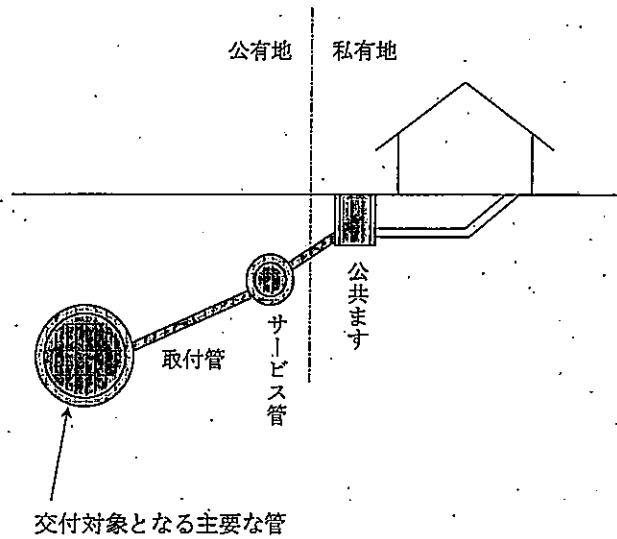 公有地
私有地
公共ます
サービス管
取付管
交付対象となる主要な管